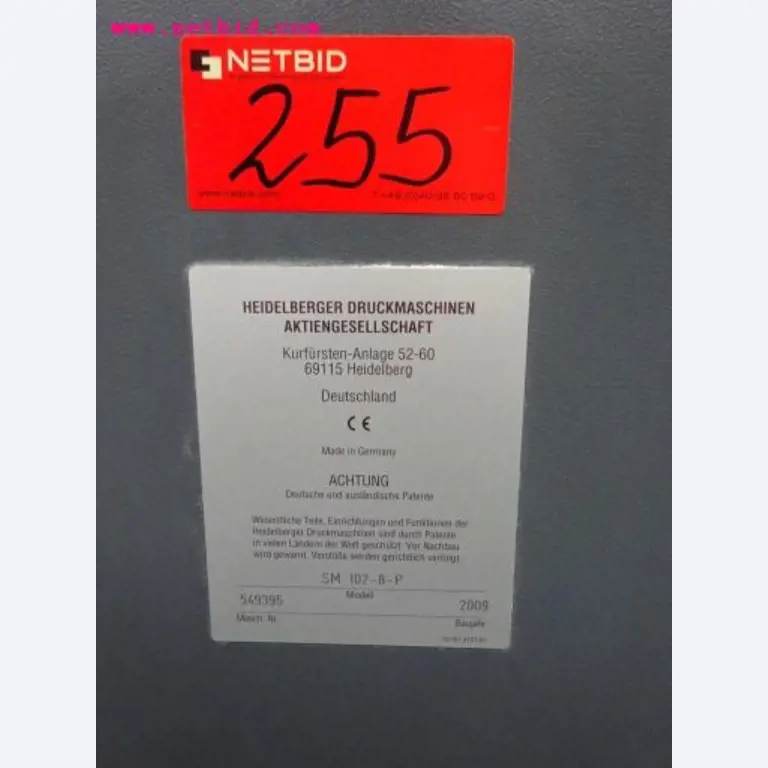 www.netbid.com
NETBID
255
HEIDELBERGER DRUCKMASCHINEN
AKTIENGESELLSCHAFT
Kurfürsten-Anlage 52-60
69115 Heidelberg
Deutschland
CE
Made in Germany
ACHTUNG
Deutsche und ausländische Patente
Wesentliche Teile, Einrichtungen und Funktionen der
Heidelberger Druckmaschinen sind durch Patente
in vielen Ländern der Welt geschützt. Vor Nachbau
wird gewarnt. Verstöße werden gerichtlich verfolgt.
SM 102-8-P
Model
549395
2009
Masch. Nr.
Baujahr